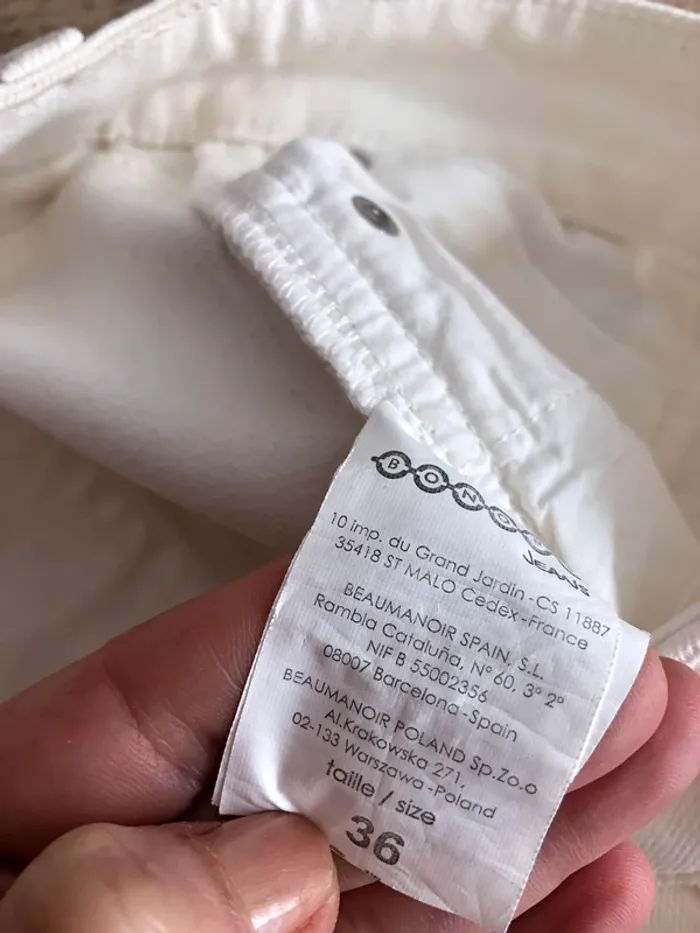 BONO
JEANS
10 imp. du Grand Jardin - CS 11887
35418 ST MALO Cedex - France
BEAUMANOIR SPAIN, S.L.
Rambla Cataluña, Nº 60, 3º 2º
NIF B 55002356
08007 Barcelona - Spain
BEAUMANOIR POLAND Sp.Zo.o
Al.Krakowska 271,
02-133 Warszawa - Poland
taille / size
36